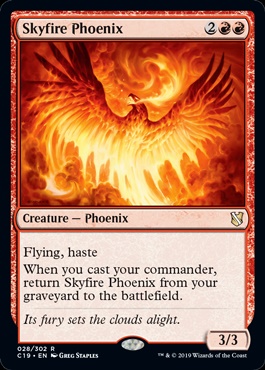 Skyfire Phoenix 2
Creature — Phoenix
Flying, haste
When you cast your commander,
return Skyfire Phoenix from your
graveyard to the battlefield.
Its fury sets the clouds alight.
3/3
028/302 R
C19 • EN Greg Staples
™ & © 2019 Wizards of the Coast